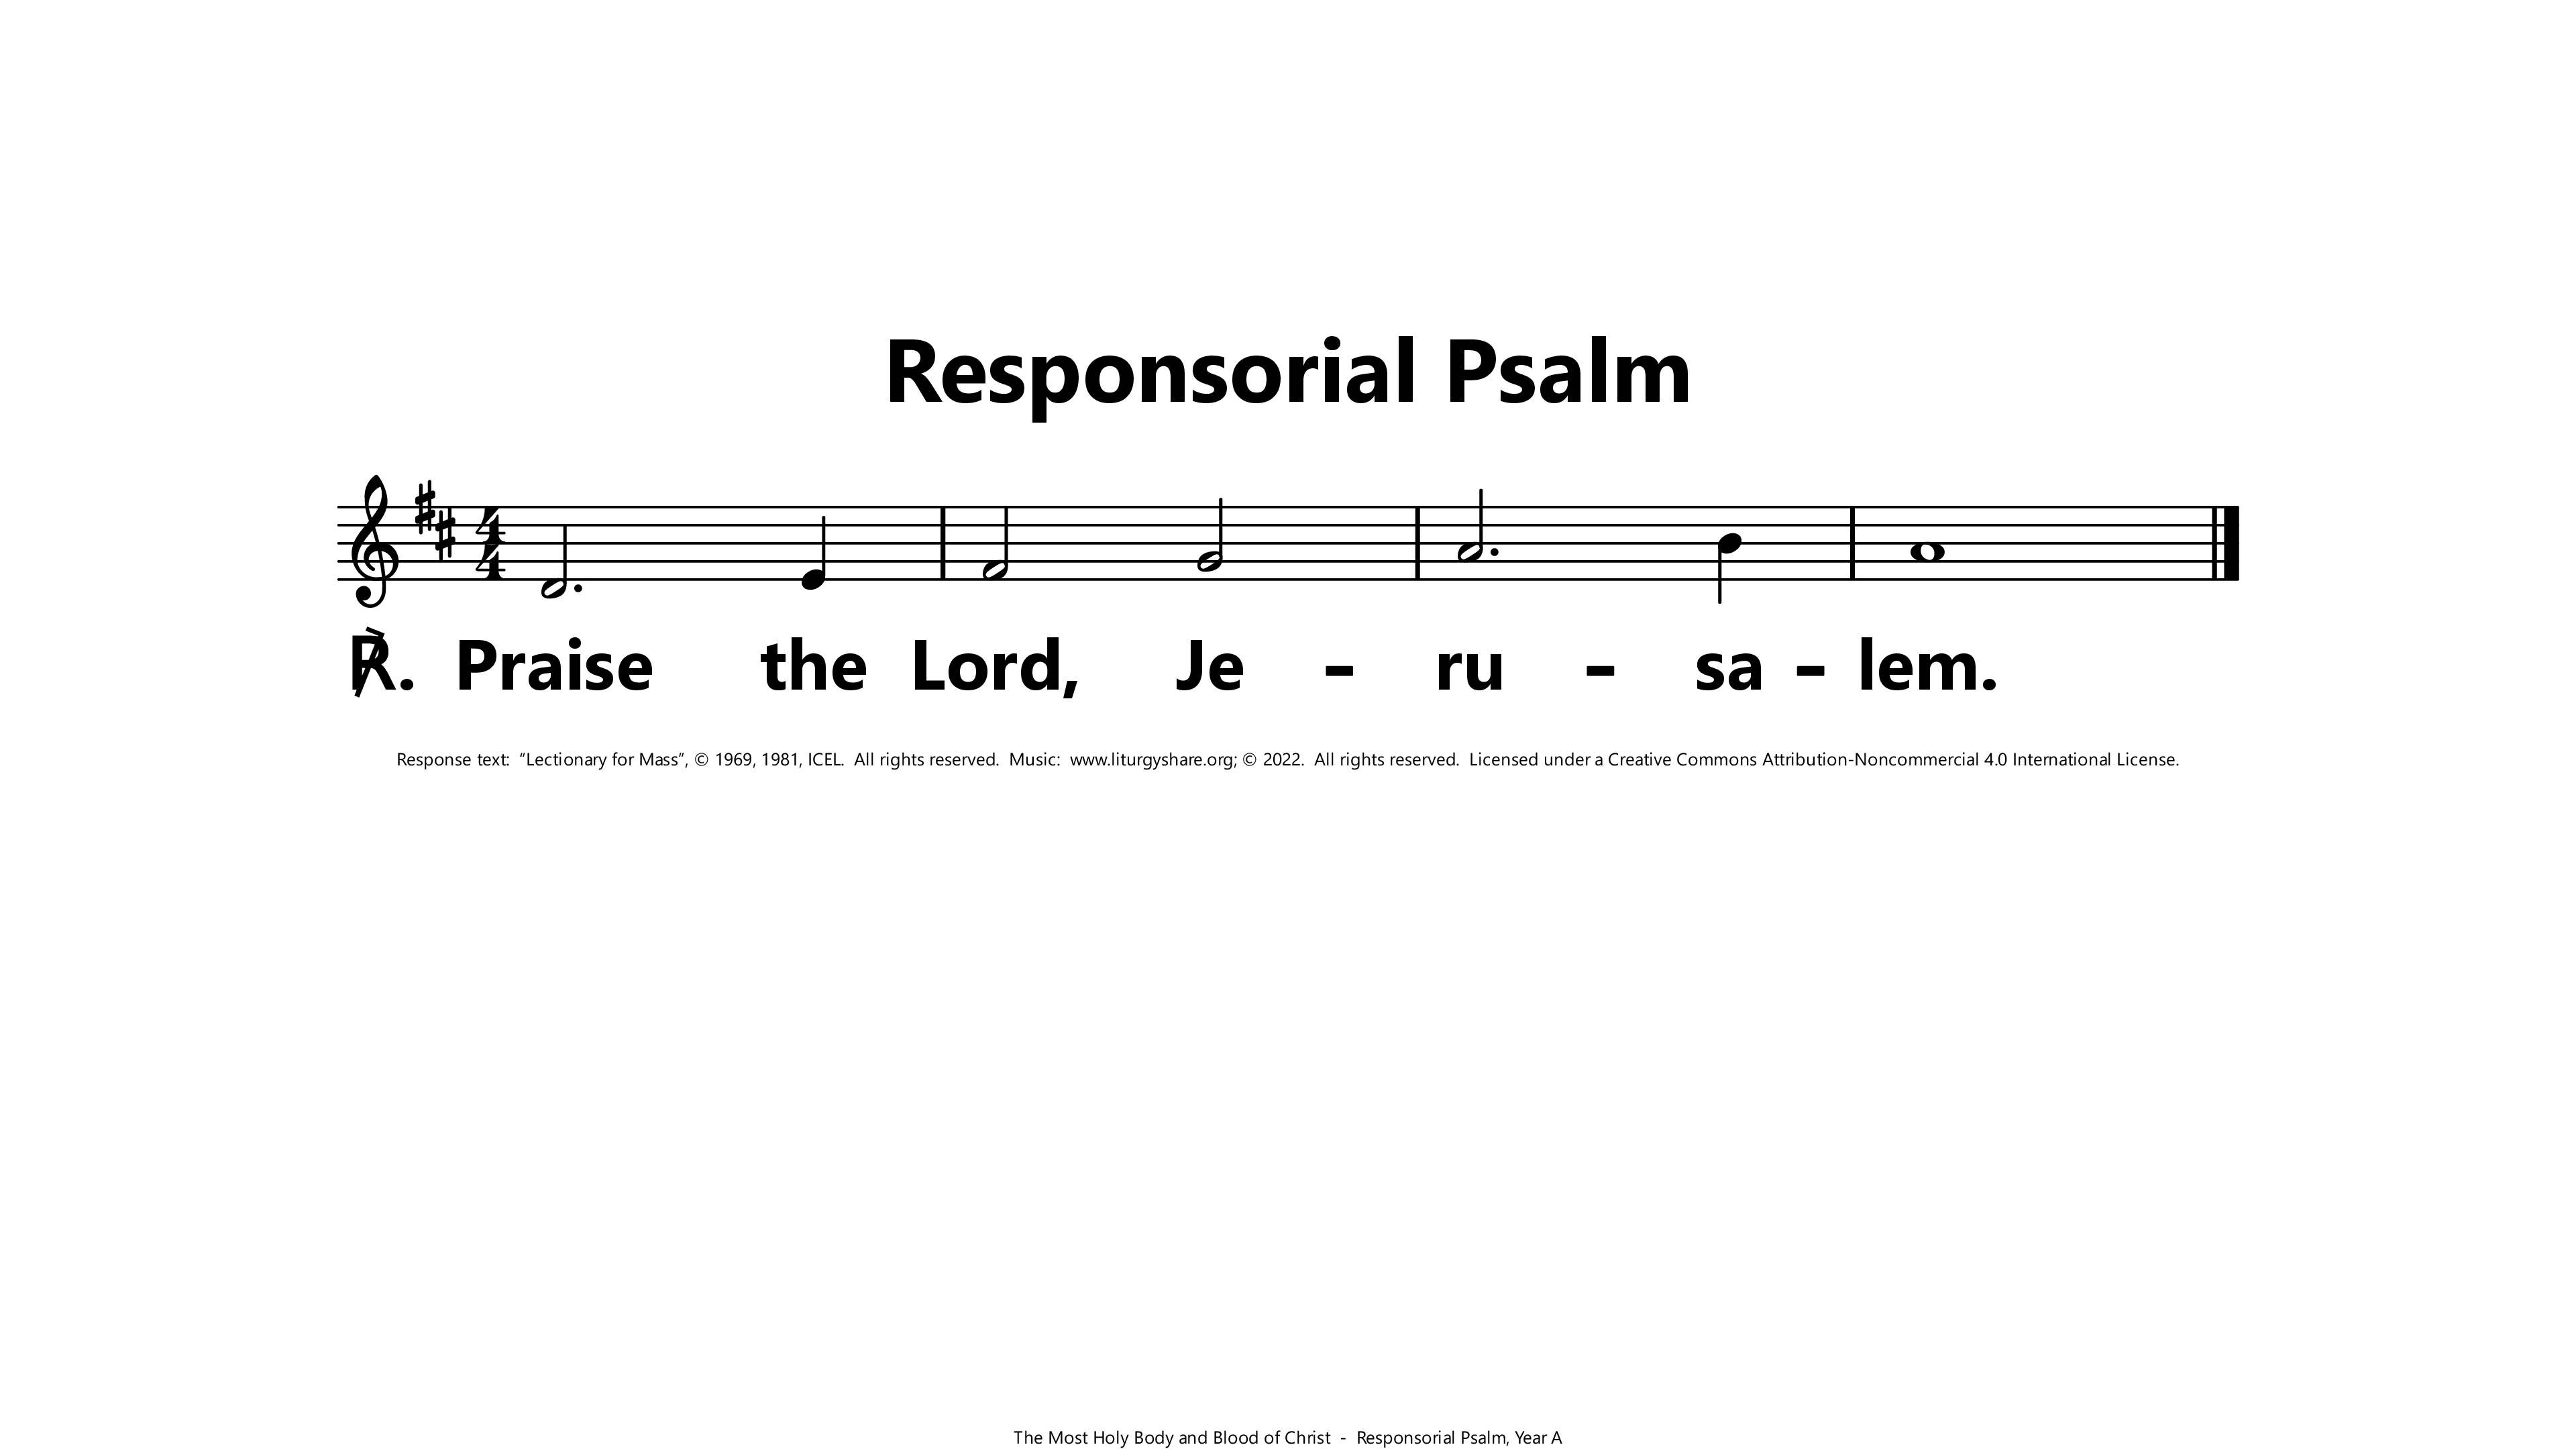 Responsorial Psalm
℟. Praise the Lord, Je - ru - sa - lem.
Response text: “Lectionary for Mass”, © 1969, 1981, ICEL. All rights reserved. Music: www.liturgyshare.org; © 2022. All rights reserved. Licensed under a Creative Commons Attribution-Noncommercial 4.0 International License.
The Most Holy Body and Blood of Christ - Responsorial Psalm, Year A